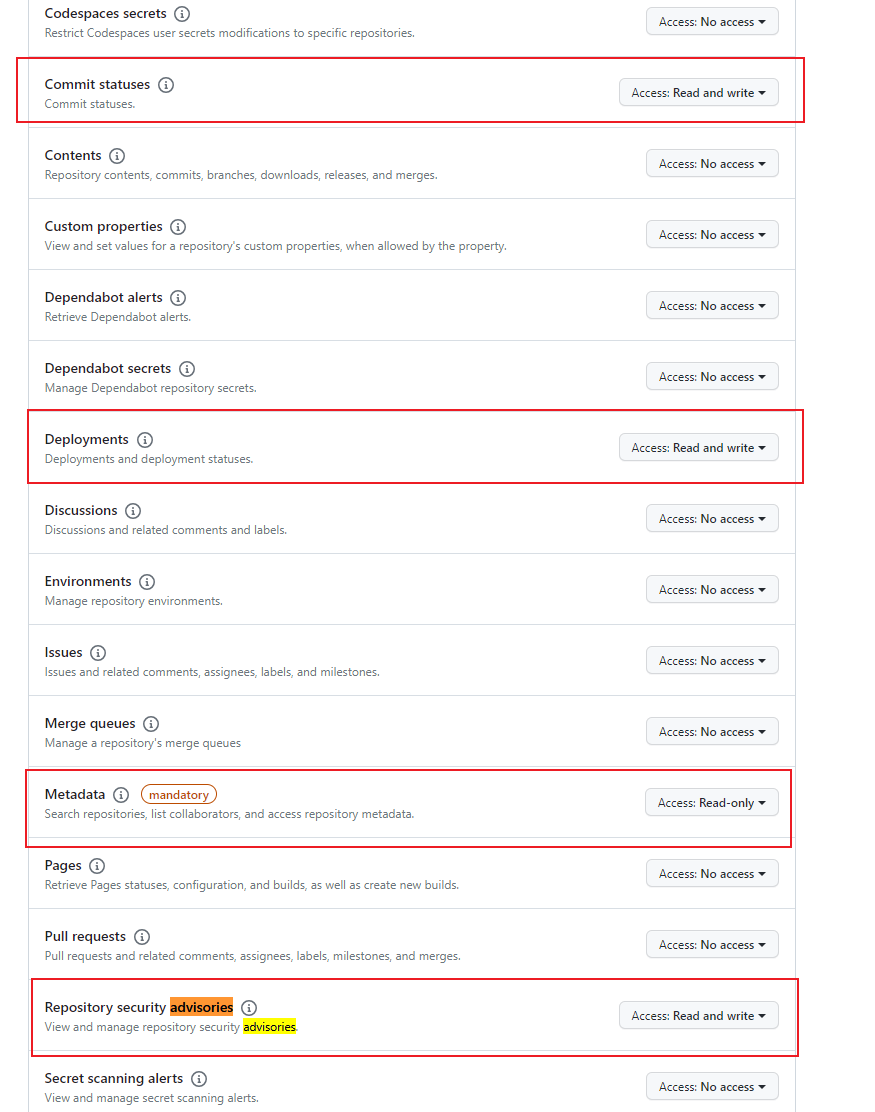 Codespaces secrets
Access: No access
Restrict Codespaces user secrets modifications to specific repositories.
Commit statuses
Access: Read and write
Commit statuses.
Contents
Access: No access
Repository contents, commits, branches, downloads, releases, and merges.
Custom properties
Access: No access
View and set values for a repository's custom properties, when allowed by the property.
Dependabot alerts
Access: No access
Retrieve Dependabot alerts.
Dependabot secrets
Access: No access
Manage Dependabot repository secrets.
Deployments
Access: Read and write
Deployments and deployment statuses.
Discussions
Access: No access
Discussions and related comments and labels.
Environments
Access: No access
Manage repository environments.
Issues
Access: No access
Issues and related comments, assignees, labels, and milestones.
Merge queues
Access: No access
Manage a repository's merge queues
Metadata mandatory
Access: Read-only
Search repositories, list collaborators, and access repository metadata.
Pages
Access: No access
Retrieve Pages statuses, configuration, and builds, as well as create new builds.
Pull requests
Access: No access
Pull requests and related comments, assignees, labels, milestones, and merges.
Repository security advisories
Access: Read and write
View and manage repository security advisories.
Secret scanning alerts
Access: No access
View and manage secret scanning alerts.